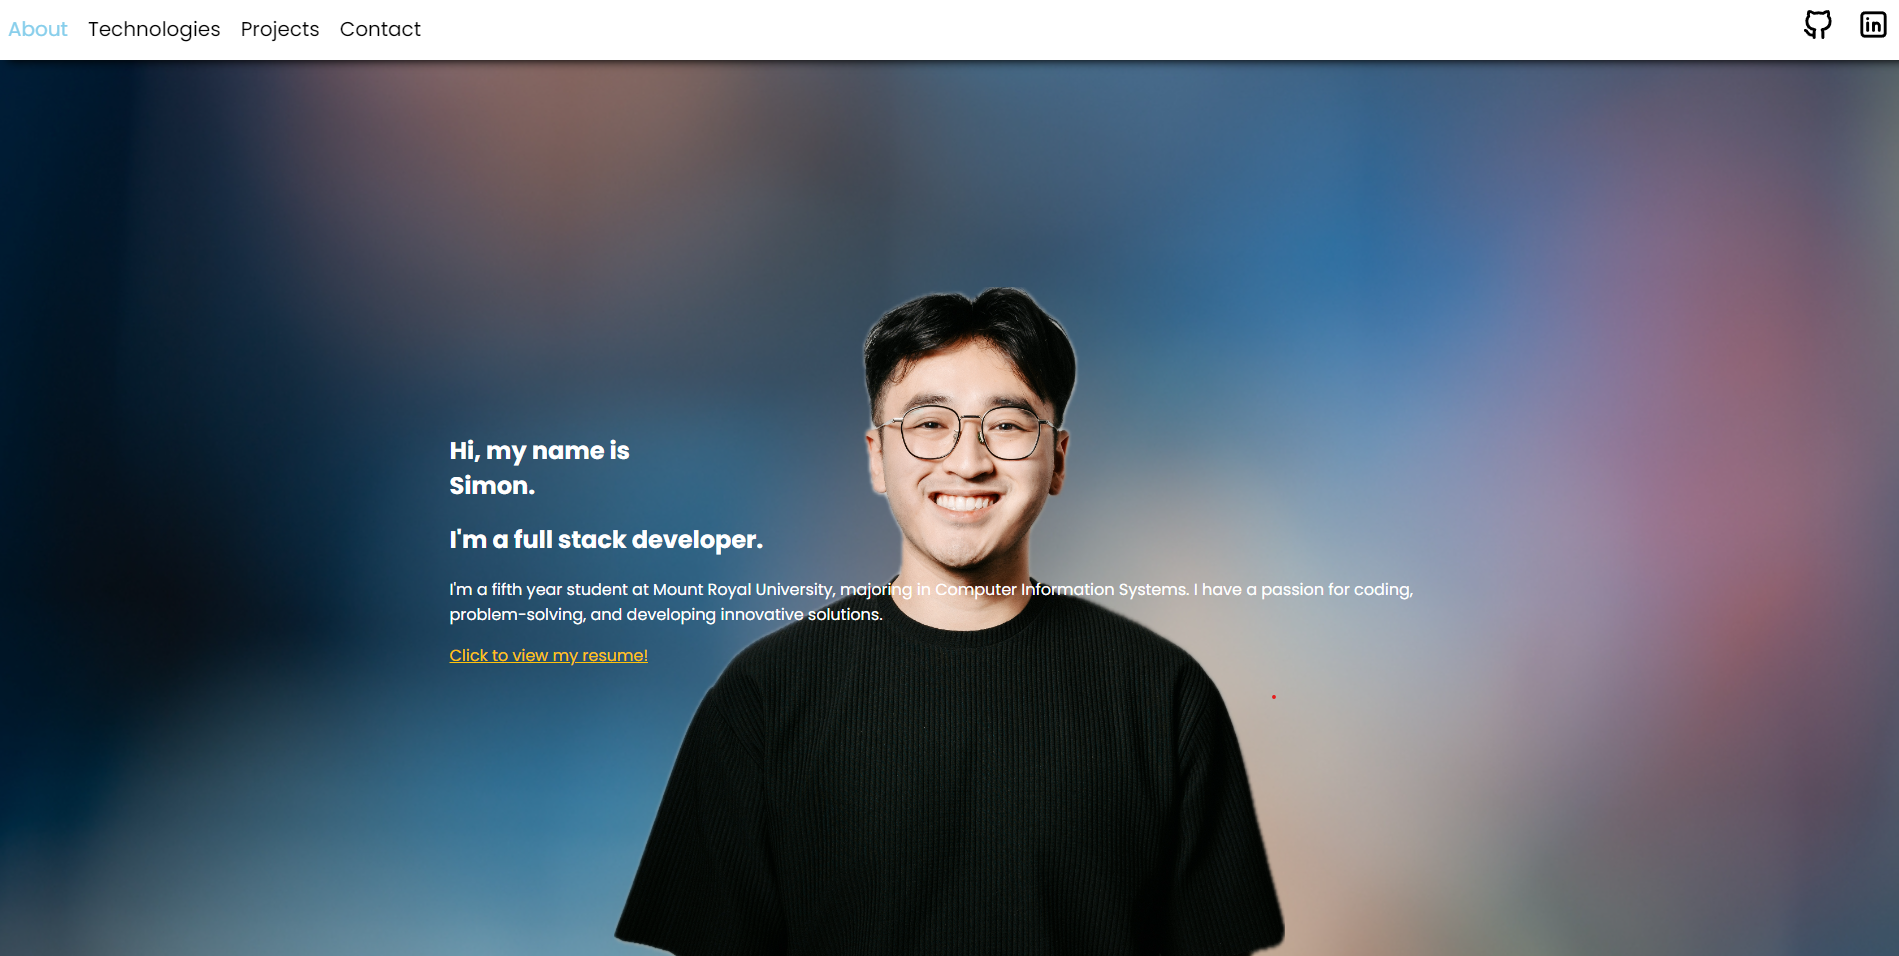 About Technologies Projects Contact in
Hi, my name is
Simon.
I'm a full stack developer.
I'm a fifth year student at Mount Royal University, majoring in Computer Information Systems. I have a passion for coding,
problem-solving, and developing innovative solutions.
Click to view my resume!